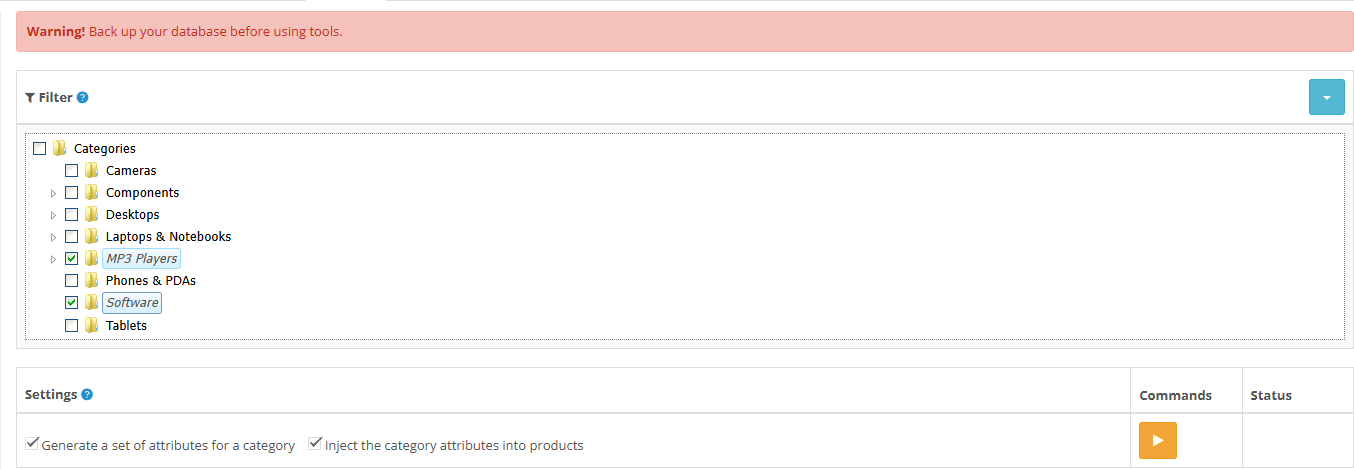 Warning! Back up your database before using tools.
Filter ?
Categories
Cameras
Components
Desktops
Laptops & Notebooks
MP3 Players
Phones & PDAs
Software
Tablets
Settings ? Commands Status
Generate a set of attributes for a category Inject the category attributes into products